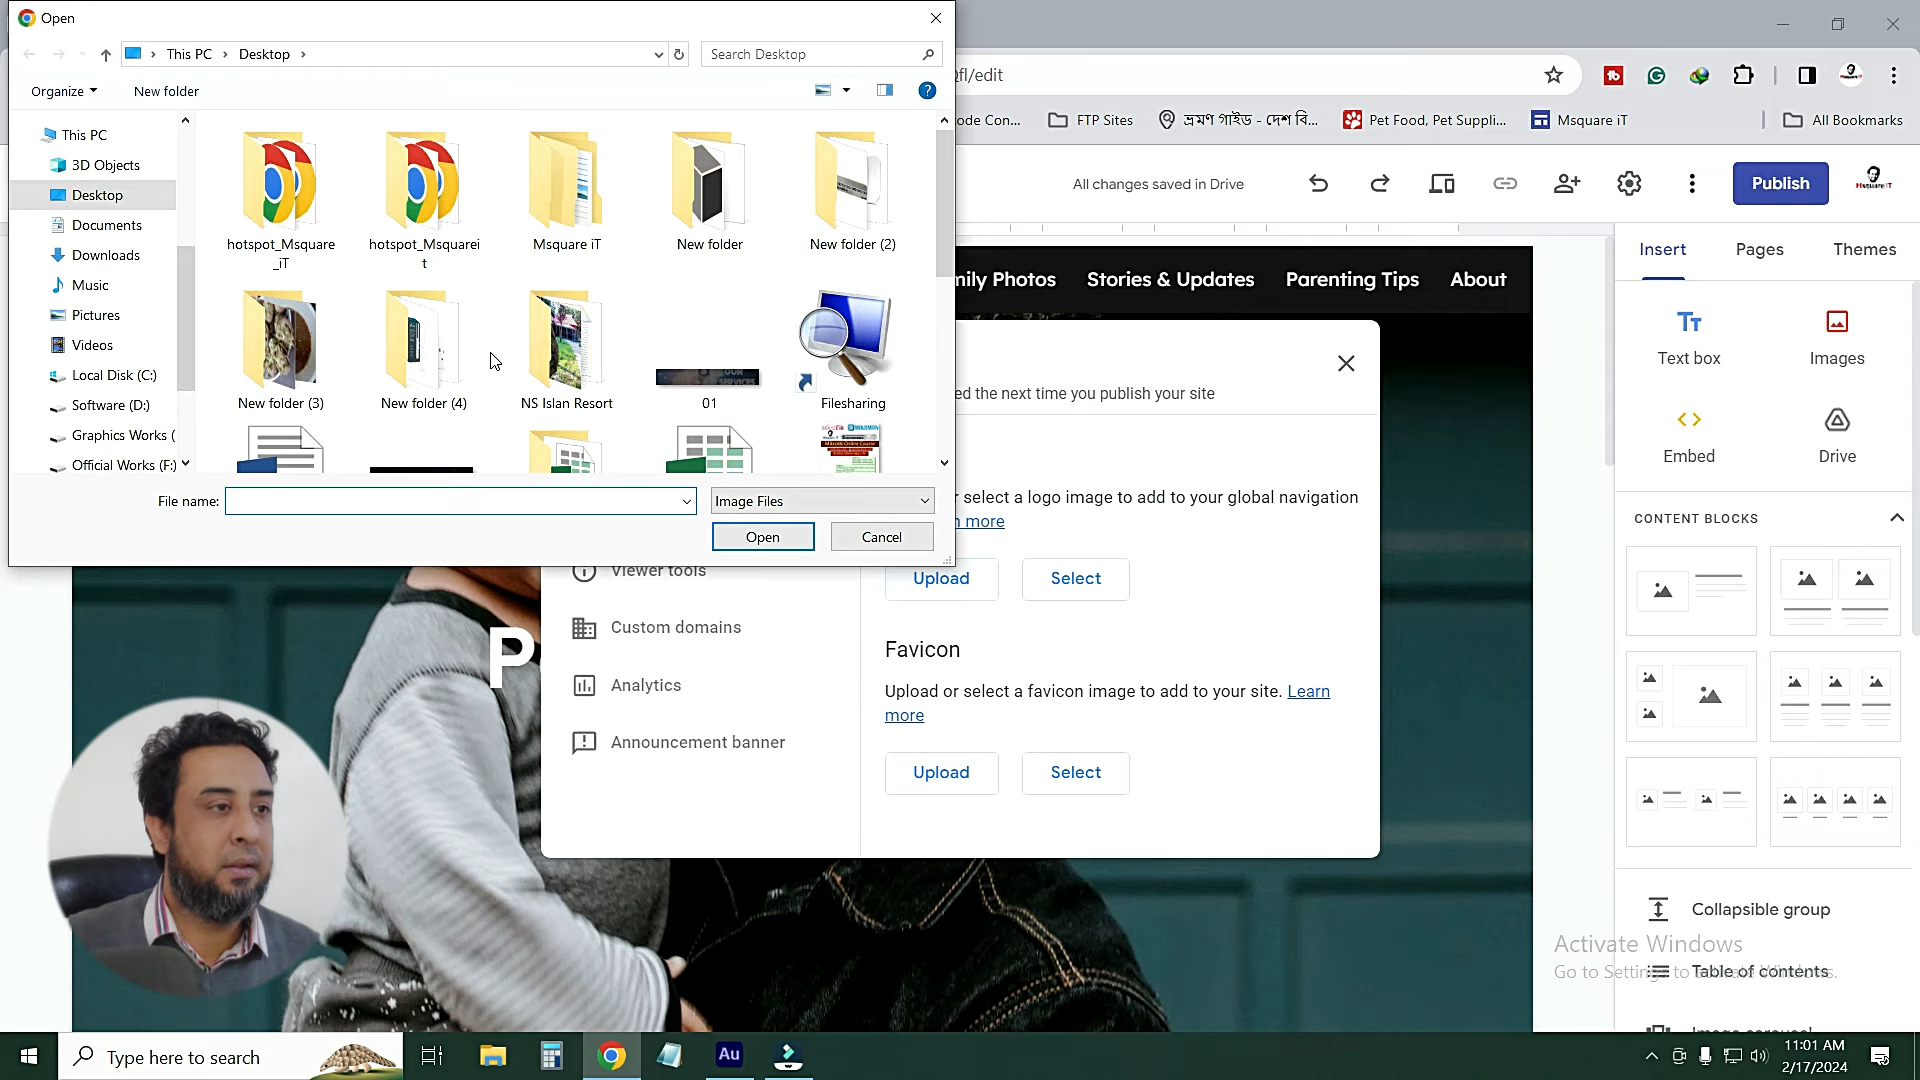 Open
This PC
Desktop
Search Desktop
Organize
New folder
This PC
3D Objects
Desktop
Documents
Downloads
Music
Pictures
Videos
Local Disk (C:)
Software (D:)
Graphics Works (
Official Works (F:)
hotspot_Msquare
_iT
hotspot_Msquarei
t
Msquare iT
New folder
New folder (2)
New folder (3)
New folder (4)
NS Islan Resort
01
Filesharing
File name:
Image Files
Open
Cancel
fl/edit
ode Con...
FTP Sites
ভ্রমণ গাইড - দেশ বি...
Pet Food, Pet Suppli...
Msquare iT
All Bookmarks
All changes saved in Drive
Publish
ily Photos
Stories & Updates
Parenting Tips
About
ed the next time you publish your site
r select a logo image to add to your global navigation
more
Upload
Select
Favicon
Upload or select a favicon image to add to your site. Learn
more
Upload
Select
Viewer tools
Custom domains
Analytics
Announcement banner
P
Insert
Pages
Themes
Text box
Images
Embed
Drive
CONTENT BLOCKS
Collapsible group
Table of contents
Image carousel
Activate Windows
Go to Settings to activate Windows.
Type here to search
Au
11:01 AM
2/17/2024